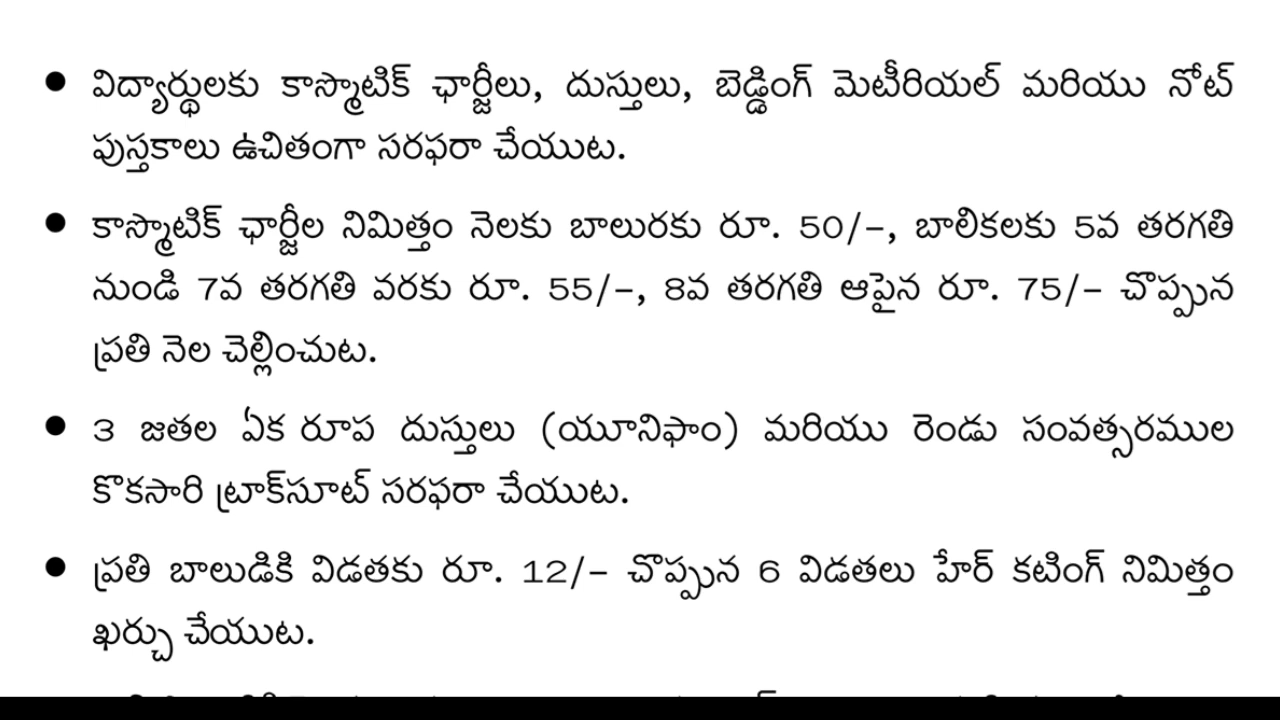 ● విద్యార్థులకు కాస్మొటిక్ ఛార్జీలు, దుస్తులు, బెడ్డింగ్ మెటీరియల్ మరియు నోట్
పుస్తకాలు ఉచితంగా సరఫరా చేయుట.
● కాస్మొటిక్ ఛార్జీల నిమిత్తం నెలకు బాలురకు రూ. 50/-, బాలికలకు 5వ తరగతి
నుండి 7వ తరగతి వరకు రూ. 55/-, 8వ తరగతి ఆపైన రూ. 75/- చొప్పున
ప్రతి నెల చెల్లించుట.
● 3 జతల ఏక రూప దుస్తులు (యూనిఫాం) మరియు రెండు సంవత్సరముల
కొకసారి ట్రాక్‌సూట్ సరఫరా చేయుట.
● ప్రతి బాలుడికి విడతకు రూ. 12/- చొప్పున 6 విడతలు హేర్ కటింగ్ నిమిత్తం
ఖర్చు చేయుట.